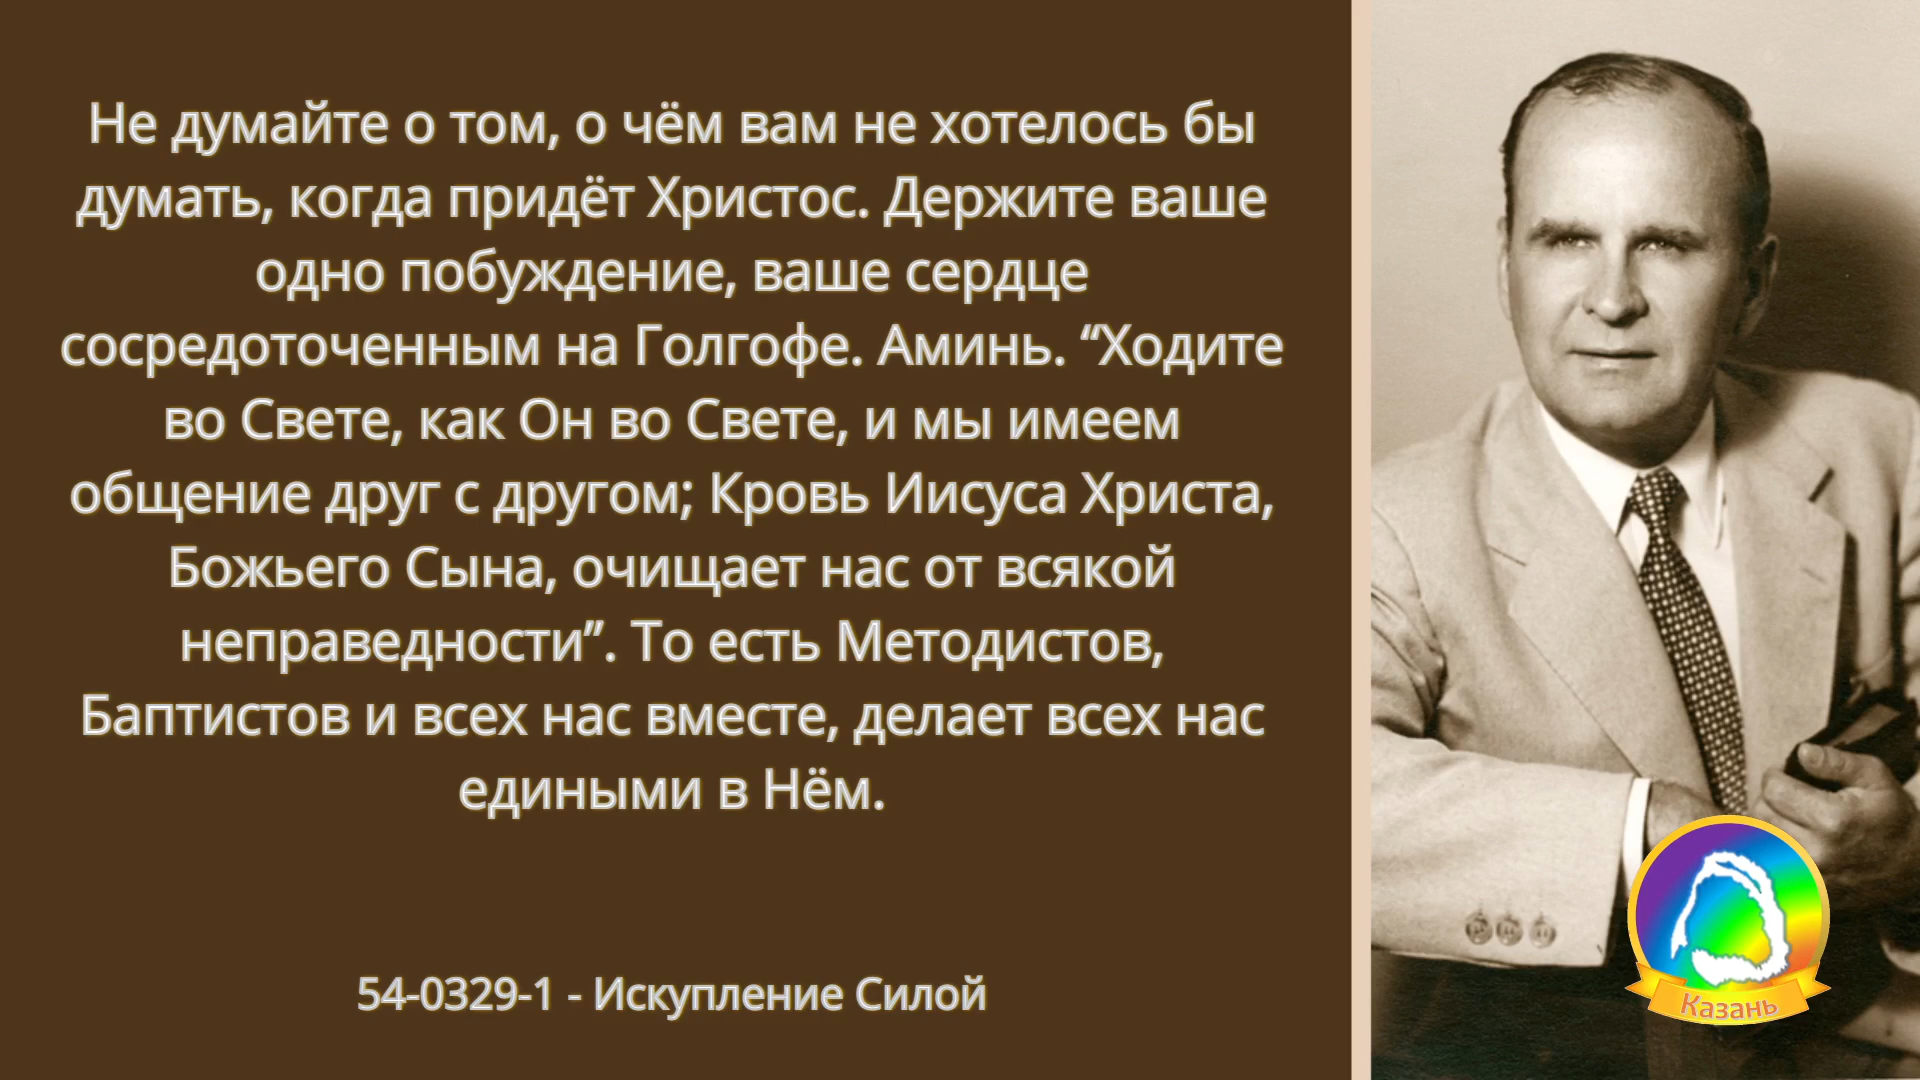 Не думайте о том, о чём вам не хотелось бы
думать, когда придёт Христос. Держите ваше
одно побуждение, ваше сердце
сосредоточенным на Голгофе. Аминь. “Ходите
во Свете, как Он во Свете, и мы имеем
общение друг с другом; Кровь Иисуса Христа,
Божьего Сына, очищает нас от всякой
неправедности”. То есть Методистов,
Баптистов и всех нас вместе, делает всех нас
едиными в Нём.
54-0329-1 - Искупление Силой
Казань